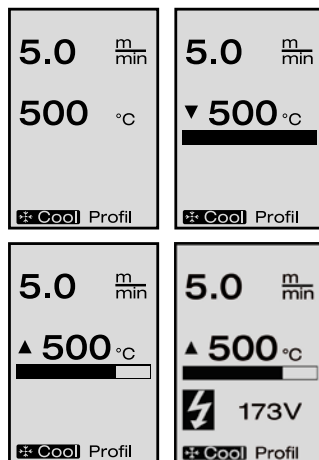 5.0 m/min
500 °C
Cool Profil
5.0 m/min
▼ 500 °C
Cool Profil
5.0 m/min
▲ 500 °C
Cool Profil
5.0 m/min
▲ 500 °C
173V
Cool Profil